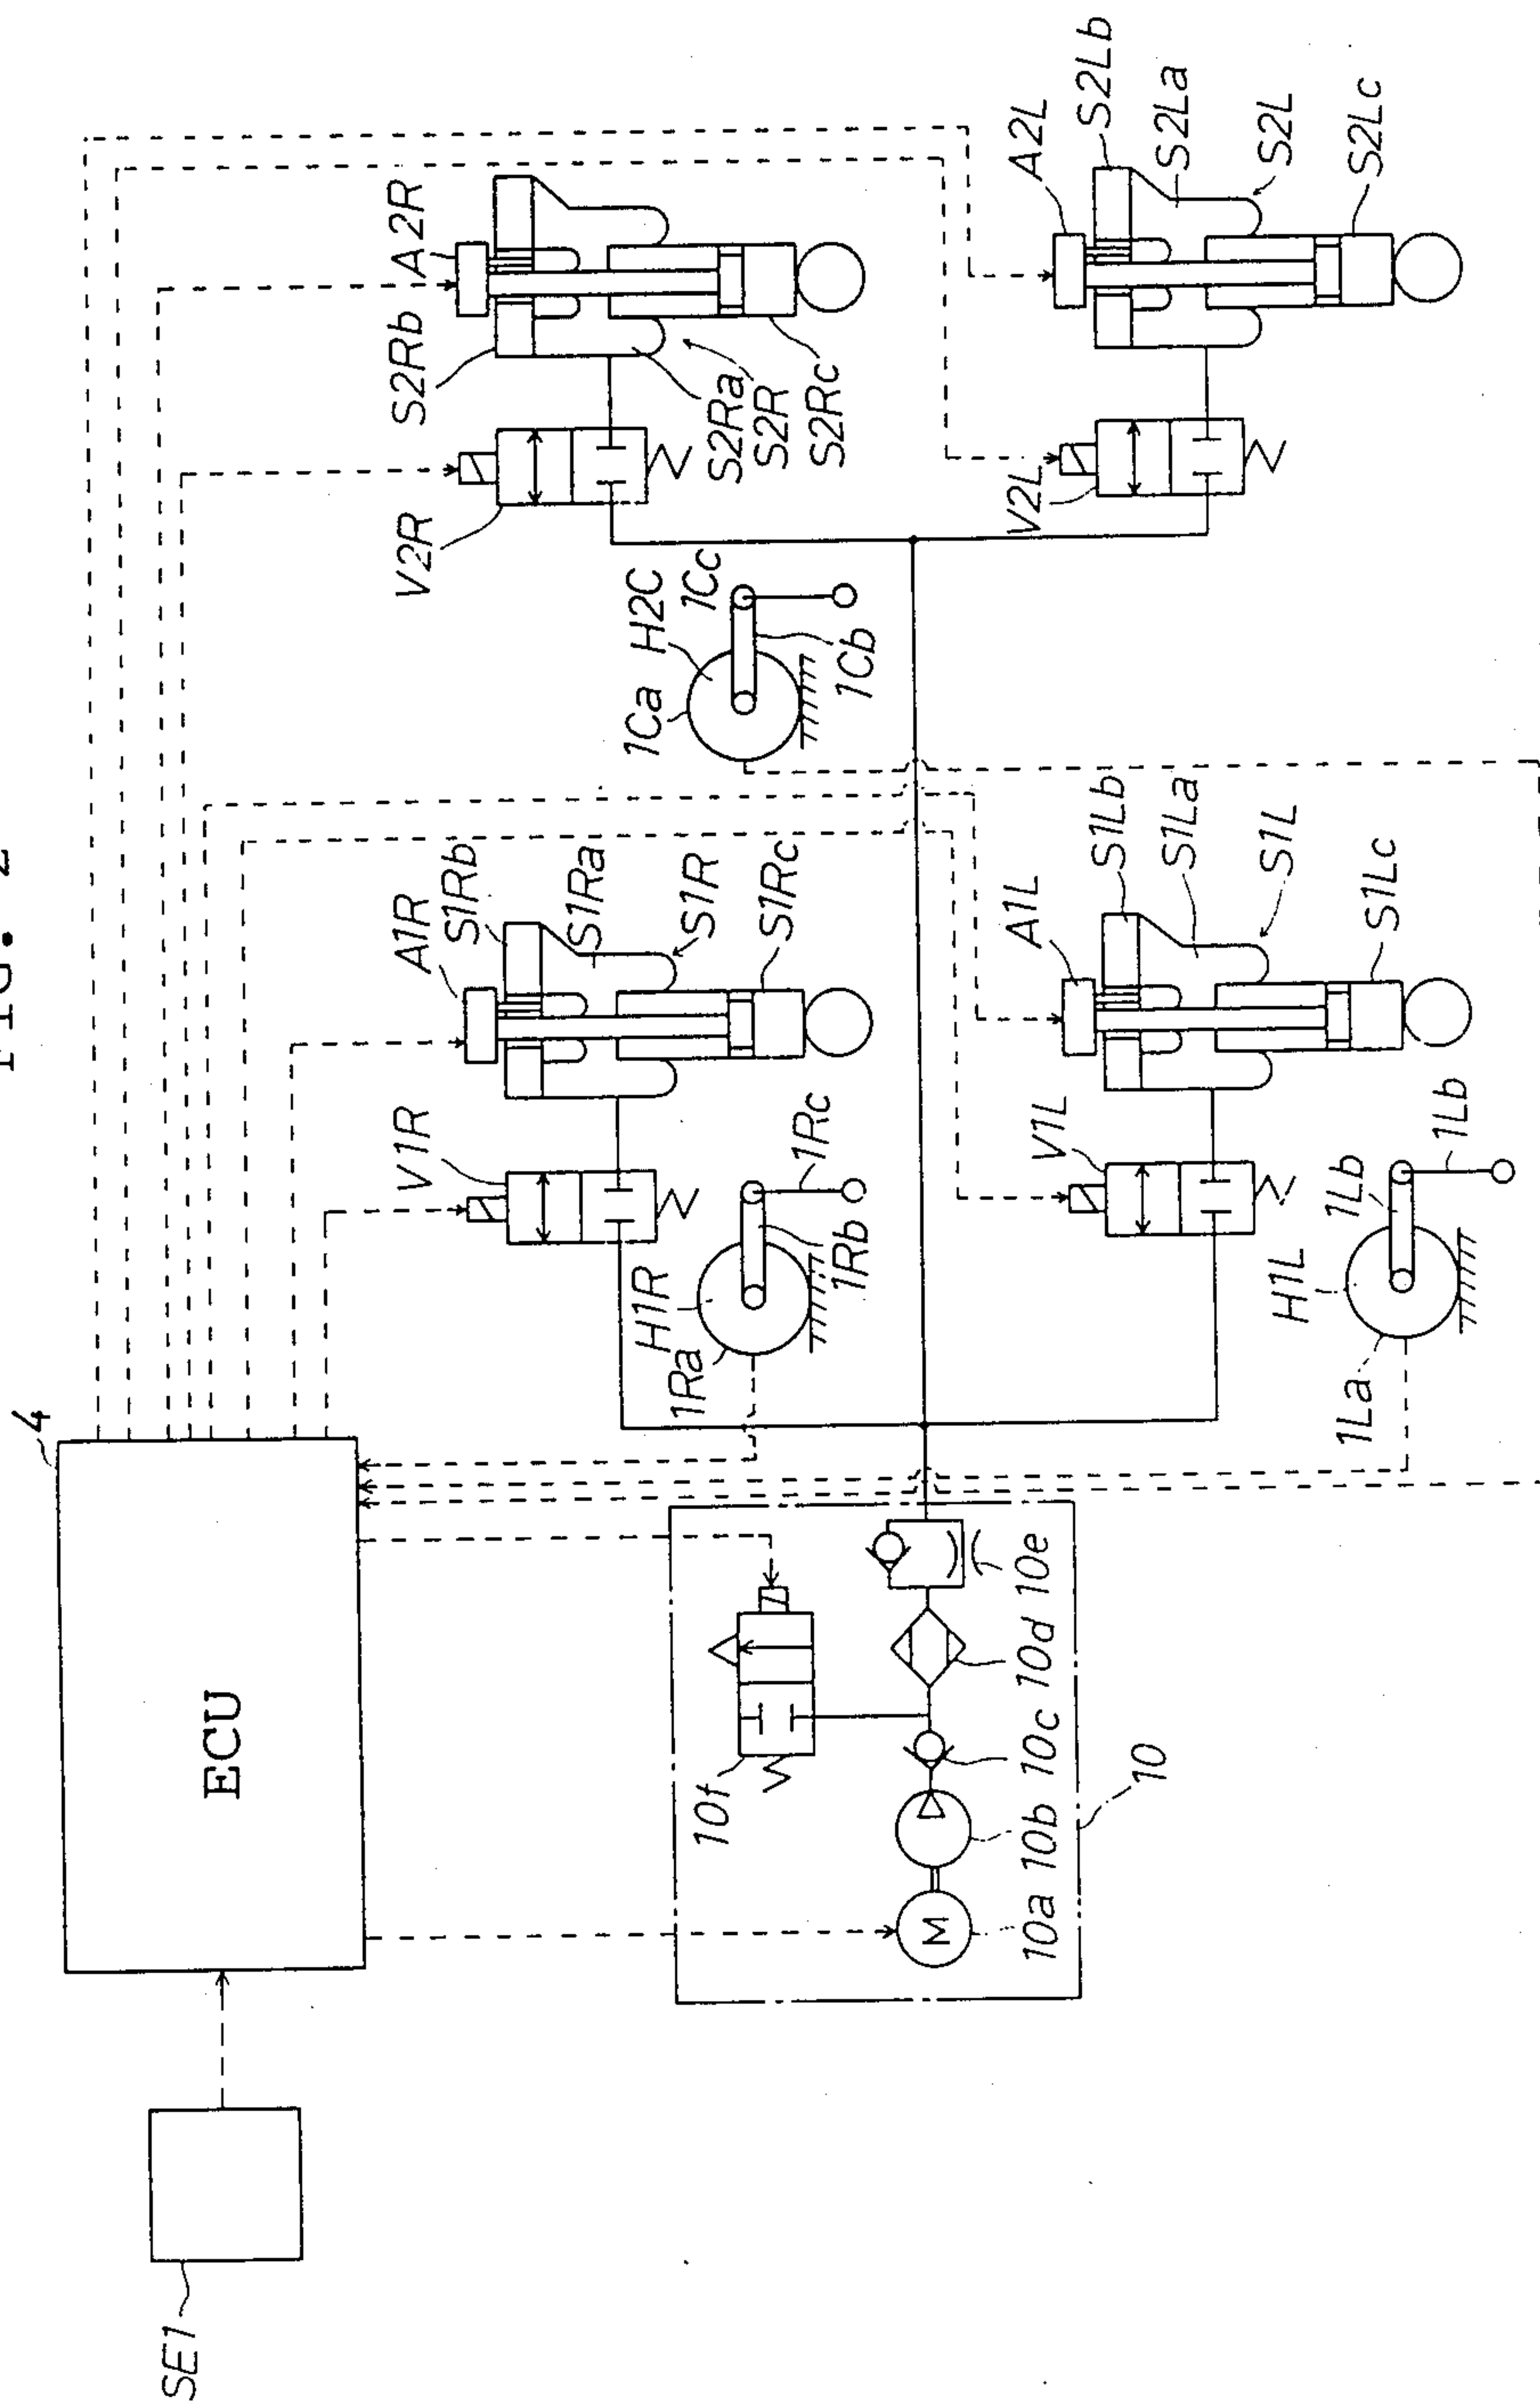 FIG. 2
4
ECU
SE1
A2R
S2Rb
V2R
S2Ra
S2R
S2Rc
S2Lb
A2L
S2La
S2L
S2Lc
V2L
1Ca
H2C
1Cc
1Cb
A1R
S1Rb
S1Ra
S1R
S1Rc
V1R
1Rc
1Rb
H1R
1Ra
A1L
S1Lb
S1La
S1L
S1Lc
V1L
1Lb
1Lb
H1L
1La
10f
M
10a
10b
10c
10d
10e
10